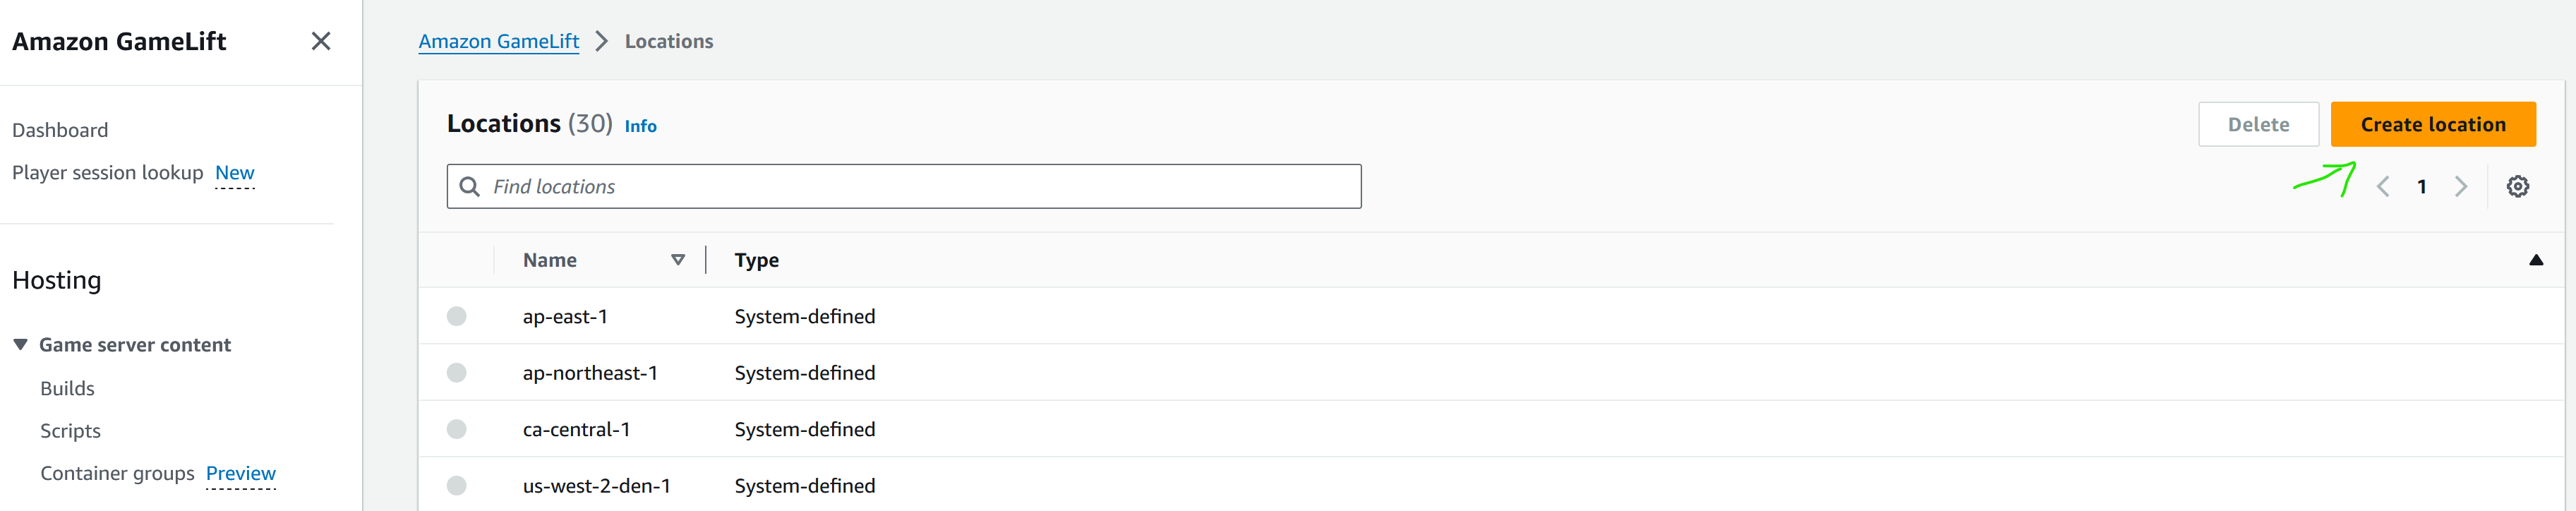 Amazon GameLift
Dashboard
Player session lookup New
Hosting
Game server content
Builds
Scripts
Container groups Preview
Amazon GameLift > Locations
Locations (30) Info
Delete
Create location
Find locations
1
Name Type
ap-east-1 System-defined
ap-northeast-1 System-defined
ca-central-1 System-defined
us-west-2-den-1 System-defined